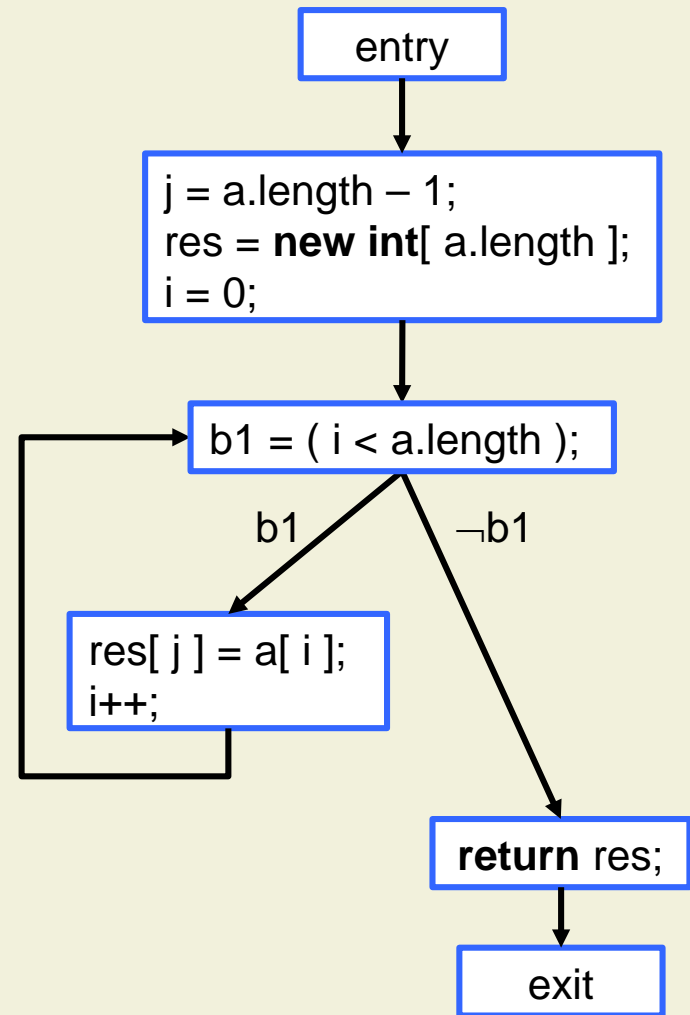 entry
j = a.length – 1;
res = new int[ a.length ];
i = 0;
b1 = ( i < a.length );
b1
¬b1
res[ j ] = a[ i ];
i++;
return res;
exit